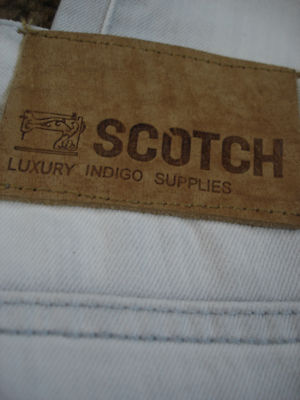 SCOTCH
LUXURY INDIGO SUPPLIES